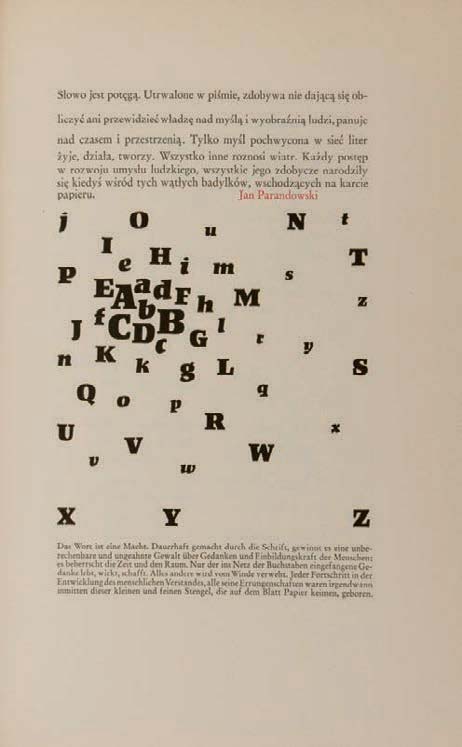 Słowo jest potęgą. Utrwalone w piśmie, zdobywa nie dającą się ob-
liczyć ani przewidzieć władzę nad myślą i wyobraźnią ludzi, panuje
nad czasem i przestrzenią. Tylko myśl pochwycona w sieć liter
żyje, działa, tworzy. Wszystko inne roznosi wiatr. Każdy postęp
w rozwoju umysłu ludzkiego, wszystkie jego zdobycze narodziły
się kiedyś wśród tych wątłych badylków, wschodzących na karcie
papieru. Jan Parandowski
j O u N t
I e H i m s T
P E A a d F h M z
J f C b D B G l r y
n K k c g L S
Q o p q
U R x
v V w W
X Y Z
Das Wort ist eine Macht. Dauerhaft gemacht durch die Schrift, gewinnt es eine unbe-
rechenbare und ungeahnte Gewalt über Gedanken und Einbildungskraft der Menschen;
es beherrscht die Zeit und den Raum. Nur der ins Netz der Buchstaben eingefangene Ge-
danke lebt, wirkt, schafft. Alles andere wird vom Winde verweht. Jeder Fortschritt in der
Entwicklung des menschlichen Verstandes, alle seine Errungenschaften waren irgendwann
inmitten dieser kleinen und feinen Stengel, die auf dem Blatt Papier keimen, geboren.